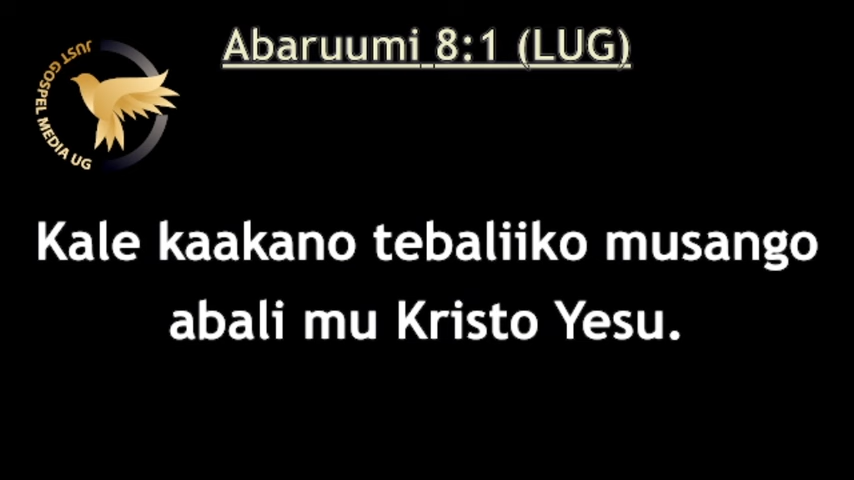 Abaruumi 8:1 (LUG)
JUST GOSPEL MEDIA UG
Kale kaakano tebaliiko musango
abali mu Kristo Yesu.